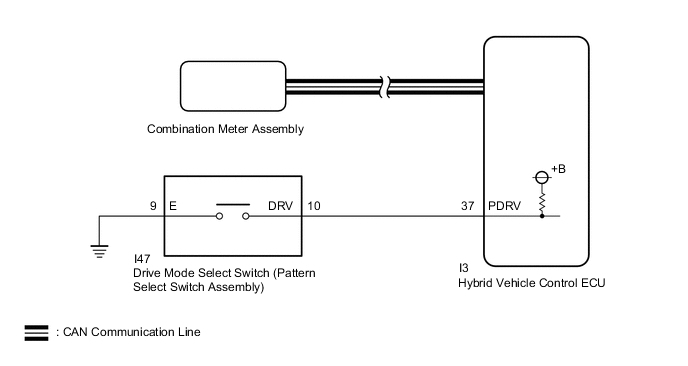 Combination Meter Assembly
+B
9 E DRV 10 37 PDRV
I47
Drive Mode Select Switch (Pattern
Select Switch Assembly)
I3
Hybrid Vehicle Control ECU
: CAN Communication Line